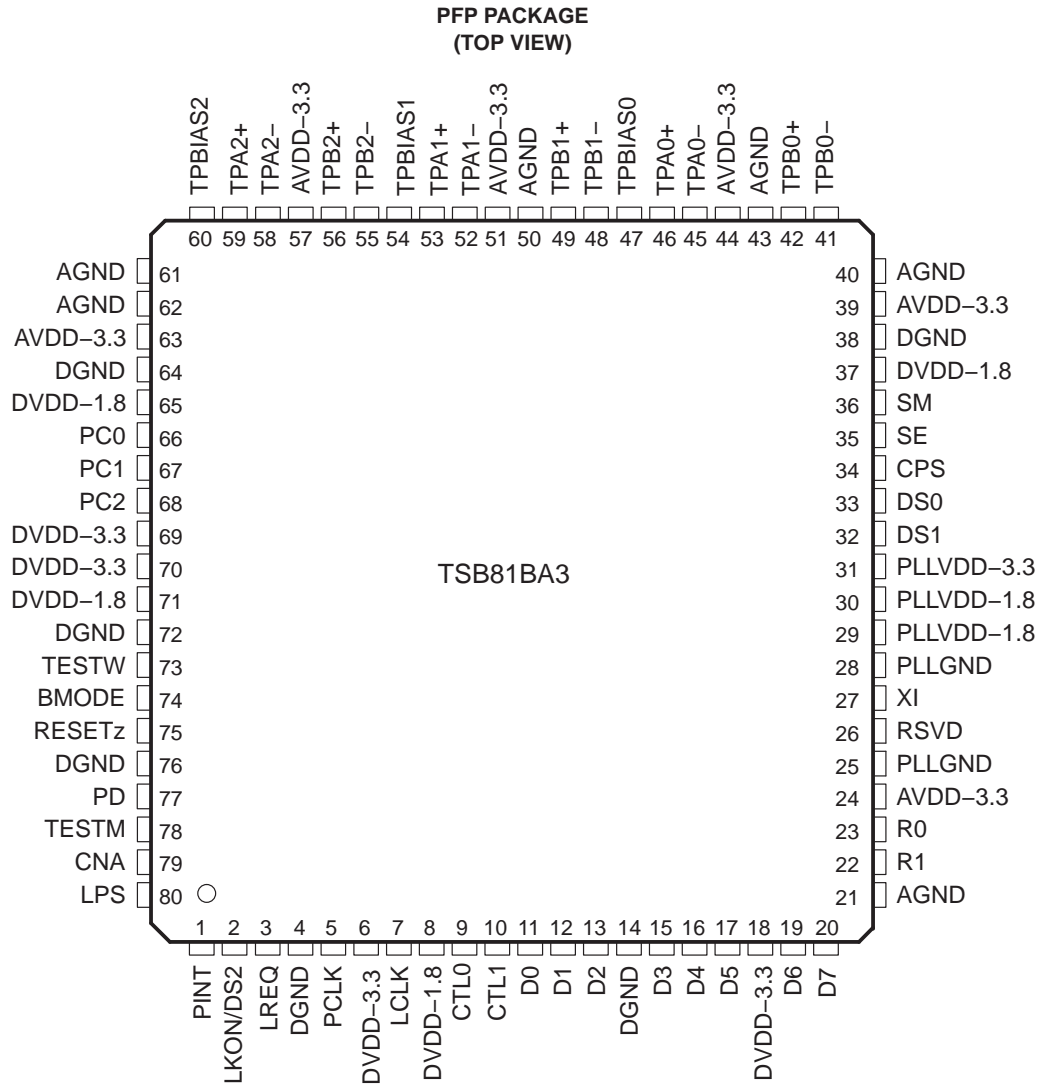 PFP PACKAGE
(TOP VIEW)
TPBIAS2
TPA2+
TPA2−
AVDD−3.3
TPB2+
TPB2−
TPBIAS1
TPA1+
TPA1−
AVDD−3.3
AGND
TPB1+
TPB1−
TPBIAS0
TPA0+
TPA0−
AVDD−3.3
AGND
TPB0+
TPB0−
60 59 58 57 56 55 54 53 52 51 50 49 48 47 46 45 44 43 42 41
AGND 61 40 AGND
AGND 62 39 AVDD−3.3
AVDD−3.3 63 38 DGND
DGND 64 37 DVDD−1.8
DVDD−1.8 65 36 SM
PC0 66 35 SE
PC1 67 34 CPS
PC2 68 33 DS0
DVDD−3.3 69 32 DS1
DVDD−3.3 70 31 PLLVDD−3.3
TSB81BA3
DVDD−1.8 71 30 PLLVDD−1.8
DGND 72 29 PLLVDD−1.8
TESTW 73 28 PLLGND
BMODE 74 27 XI
RESETz 75 26 RSVD
DGND 76 25 PLLGND
PD 77 24 AVDD−3.3
TESTM 78 23 R0
CNA 79 22 R1
LPS 80 21 AGND
1 2 3 4 5 6 7 8 9 10 11 12 13 14 15 16 17 18 19 20
PINT
LKON/DS2
LREQ
DGND
PCLK
DVDD−3.3
LCLK
DVDD−1.8
CTL0
CTL1
D0
D1
D2
DGND
D3
D4
D5
DVDD−3.3
D6
D7